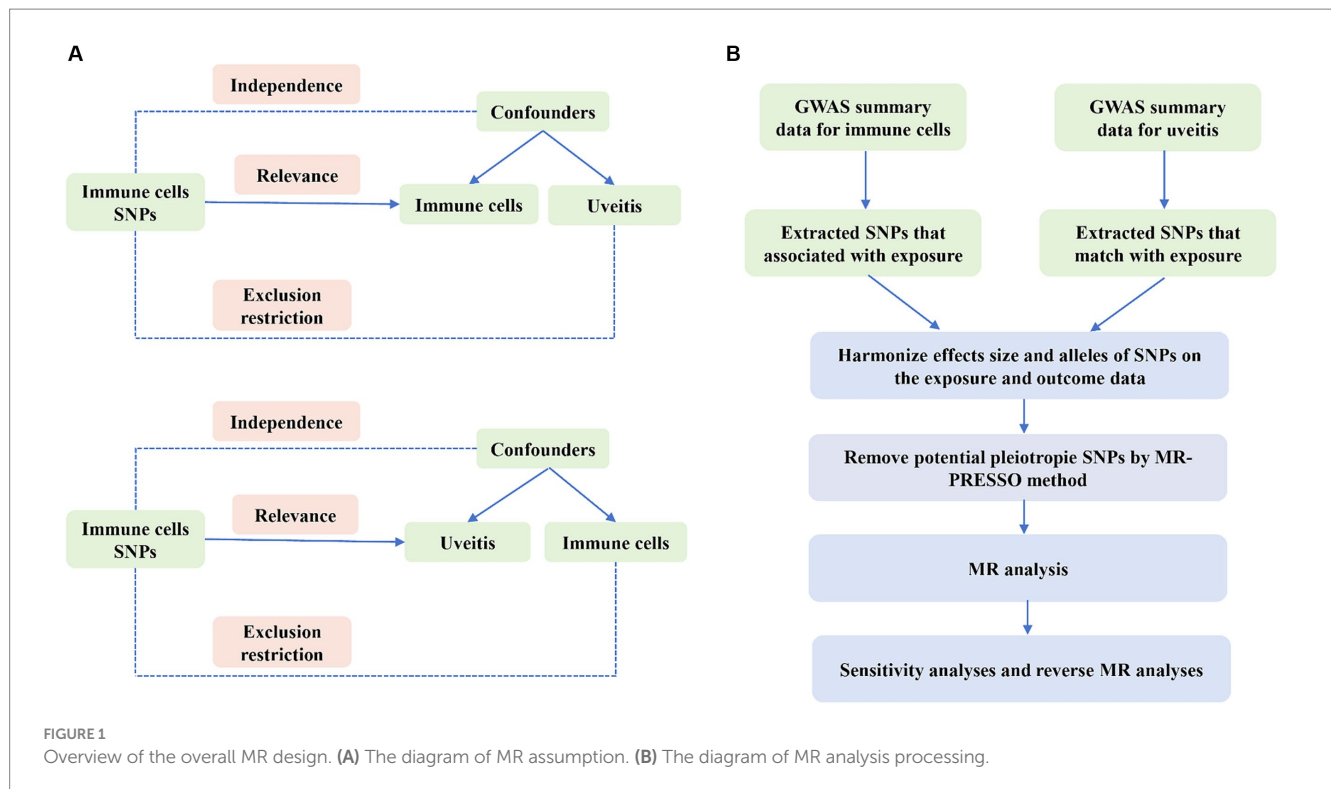 A
Independence
Confounders
Immune cells
SNPs
Relevance
Immune cells
Uveitis
Exclusion
restriction
Independence
Confounders
Immune cells
SNPs
Relevance
Uveitis
Immune cells
Exclusion
restriction
B
GWAS summary
data for immune cells
GWAS summary
data for uveitis
Extracted SNPs that
associated with exposure
Extracted SNPs that
match with exposure
Harmonize effects size and alleles of SNPs on
the exposure and outcome data
Remove potential pleiotropie SNPs by MR-
PRESSO method
MR analysis
Sensitivity analyses and reverse MR analyses
FIGURE 1
Overview of the overall MR design. (A) The diagram of MR assumption. (B) The diagram of MR analysis processing.